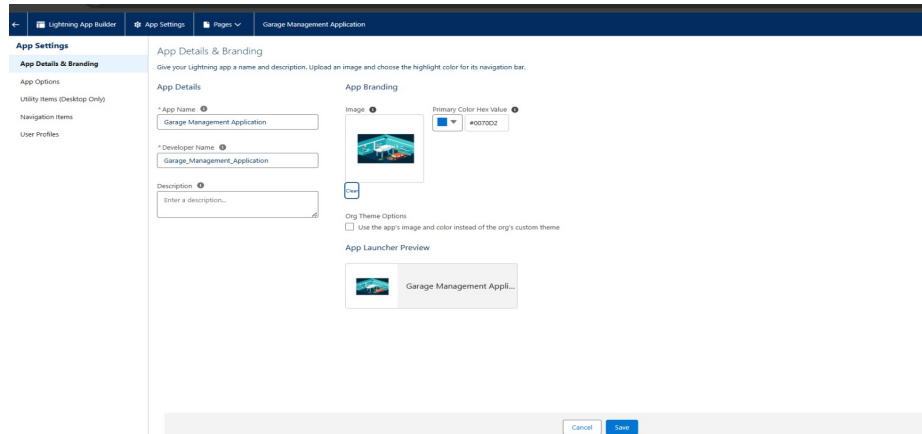 Lightning App Builder
App Settings
Pages
Garage Management Application
App Settings
App Details & Branding
App Options
Utility Items (Desktop Only)
Navigation Items
User Profiles
App Details & Branding
Give your Lightning app a name and description. Upload an image and choose the highlight color for its navigation bar.
App Details
*App Name
Garage Management Application
*Developer Name
Garage_Management_Application
Description
Enter a description...
App Branding
Image
Clear
Primary Color Hex Value
#0070D2
Org Theme Options
Use the app's image and color instead of the org's custom theme
App Launcher Preview
Garage Management Appli...
Cancel
Save